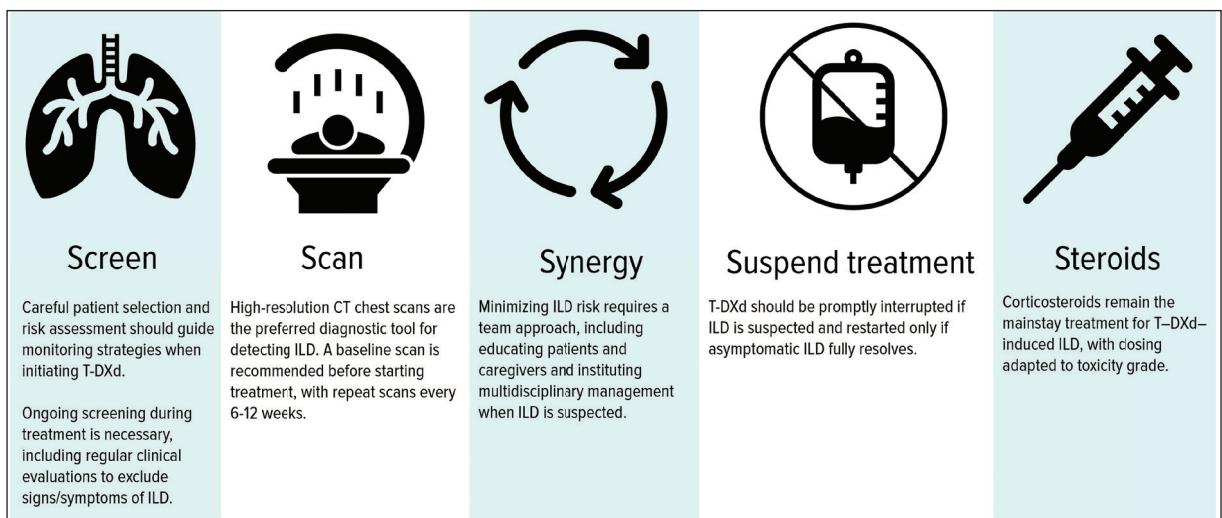 Screen
Careful patient selection and
risk assessment should guide
monitoring strategies when
initiating T-DXd.
Ongoing screening during
treatment is necessary,
including regular clinical
evaluations to exclude
signs/symptoms of ILD.
Scan
High-resolution CT chest scans are
the preferred diagnostic tool for
detecting ILD. A baseline scan is
recommended before starting
treatment, with repeat scans every
6-12 weeks.
Synergy
Minimizing ILD risk requires a
team approach, including
educating patients and
caregivers and instituting
multidisciplinary management
when ILD is suspected.
Suspend treatment
T-DXd should be promptly interrupted if
ILD is suspected and restarted only if
asymptomatic ILD fully resolves.
Steroids
Corticosteroids remain the
mainstay treatment for T–DXd–
induced ILD, with dosing
adapted to toxicity grade.